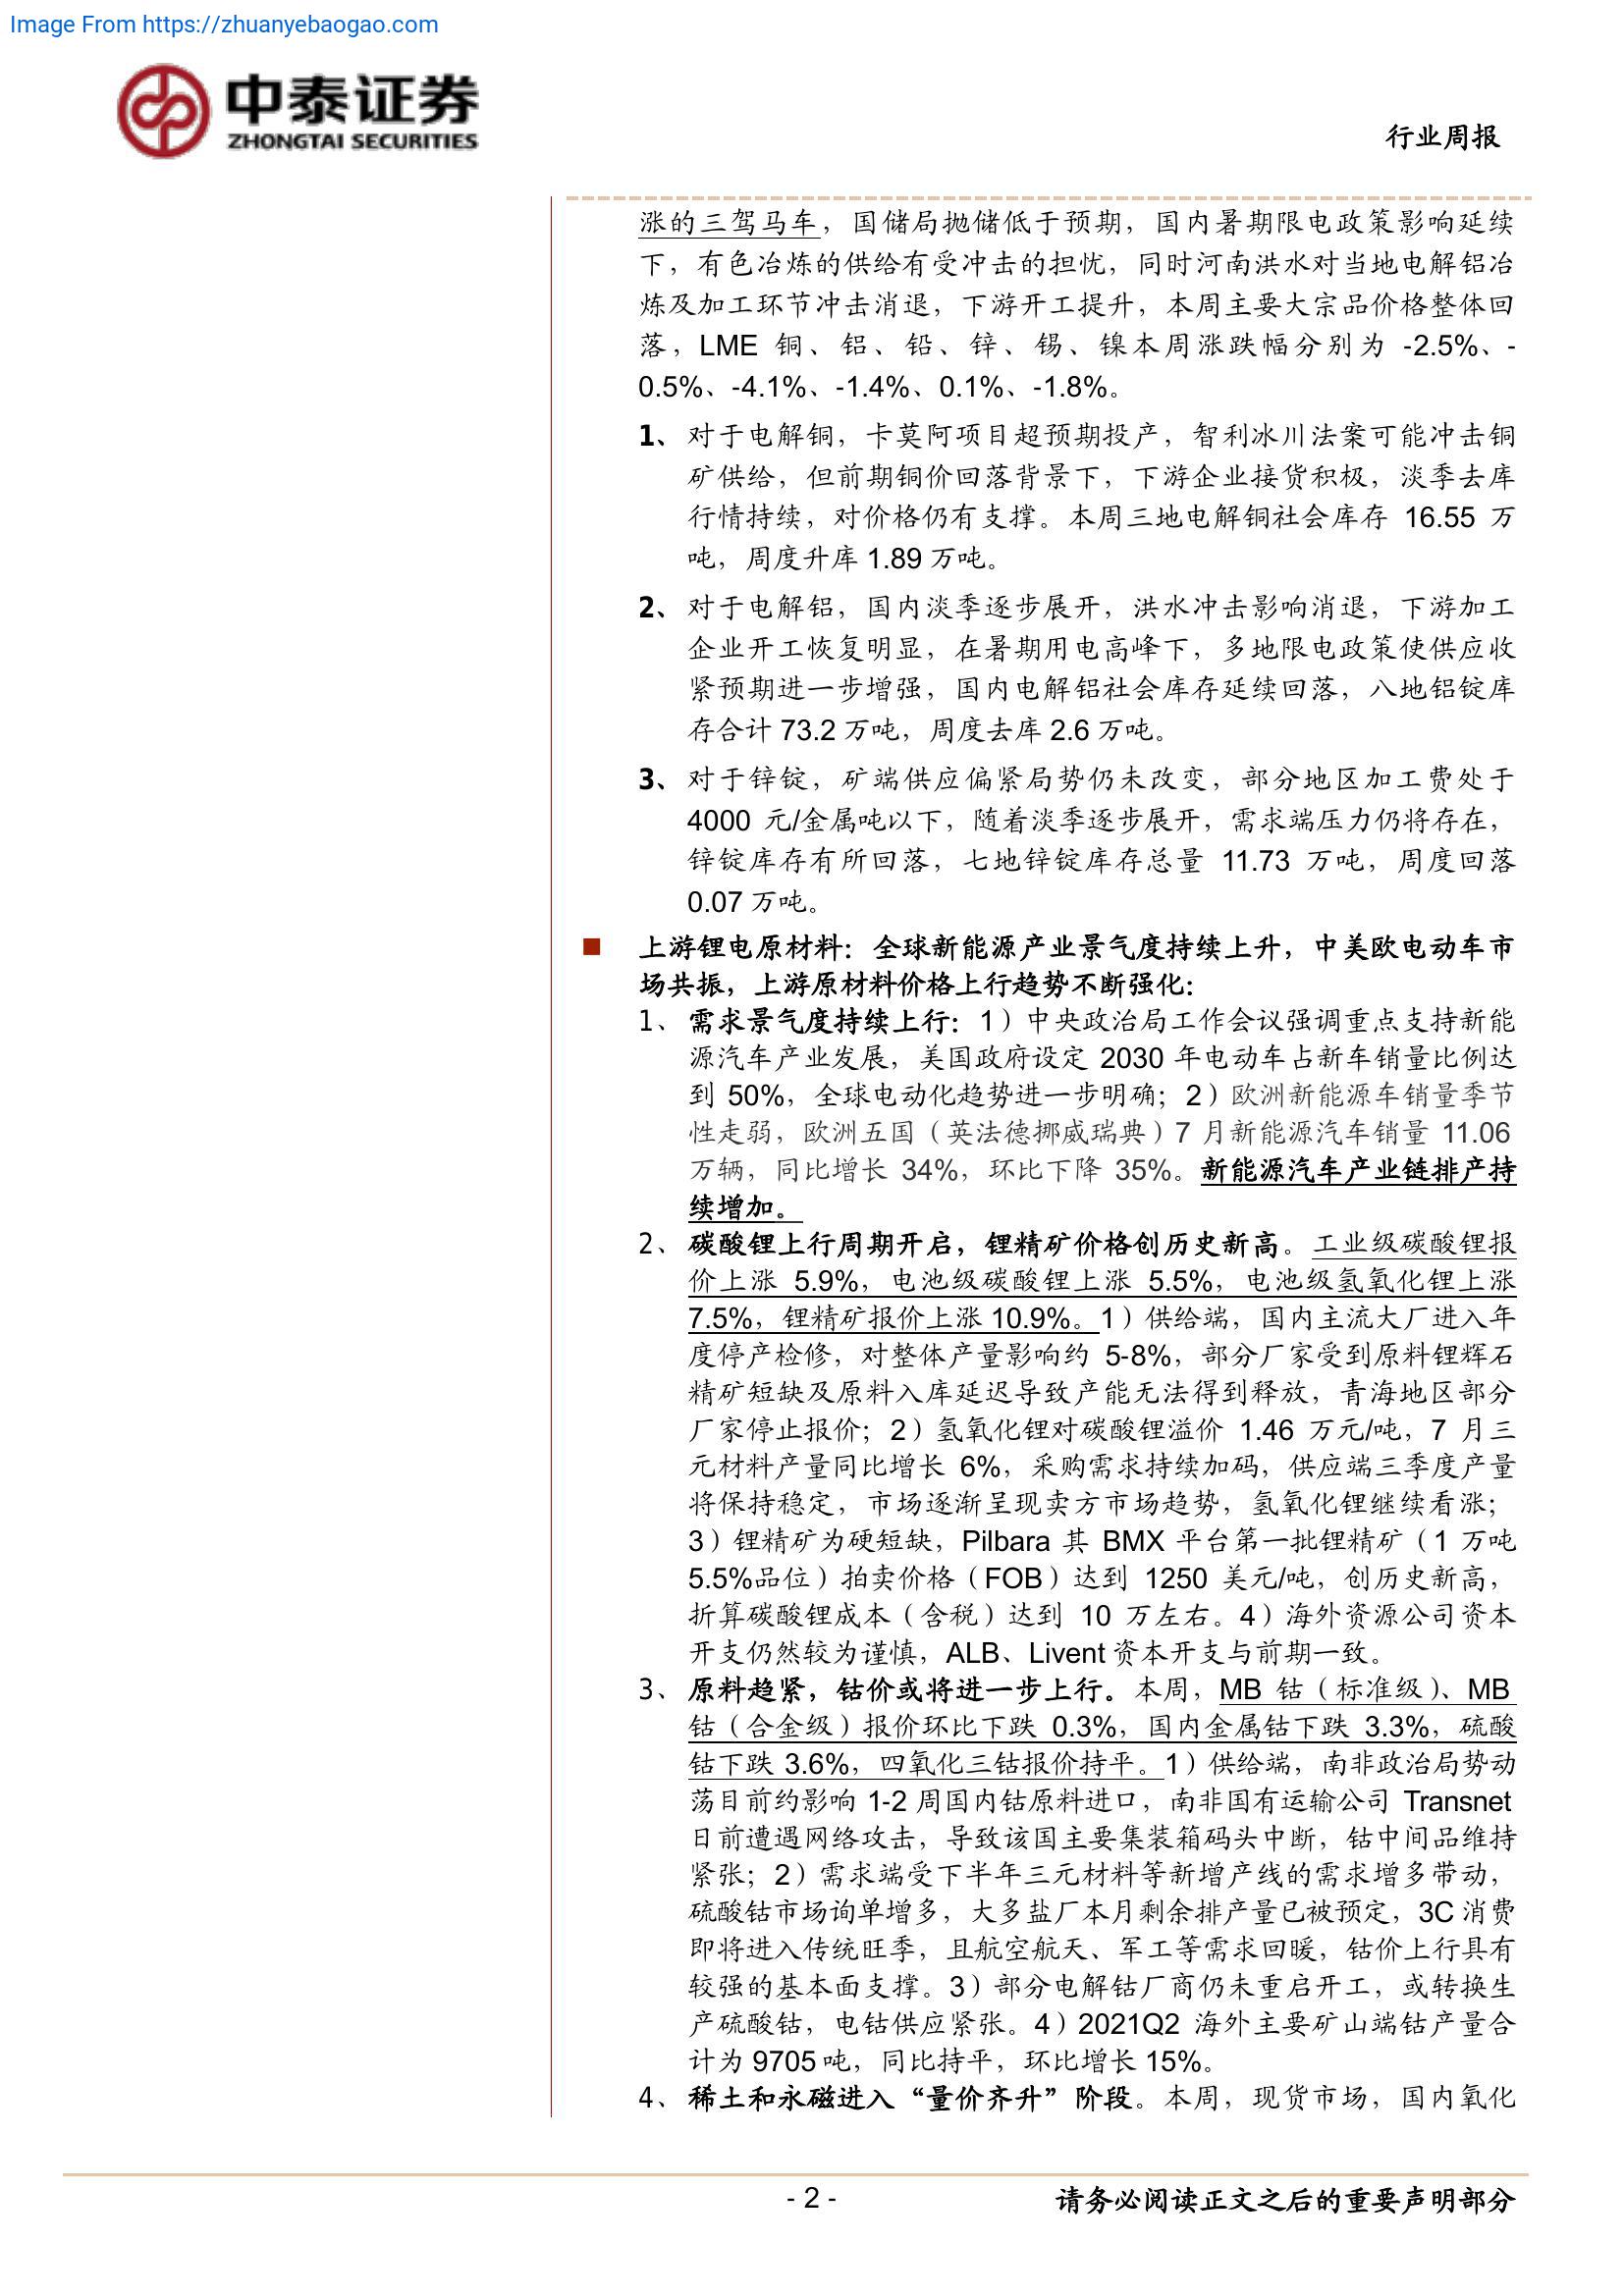 Image From https://zhuanyebaogao.com
中泰证券
ZHONGTAI SECURITIES
行业周报
涨的三驾马车，国储局抛储低于预期，国内暑期限电政策影响延续
下，有色冶炼的供给有受冲击的担忧，同时河南洪水对当地电解铝冶
炼及加工环节冲击消退，下游开工提升，本周主要大宗品价格整体回
落，LME 铜、铝、铅、锌、锡、镍本周涨跌幅分别为 -2.5%、-
0.5%、-4.1%、-1.4%、0.1%、-1.8%。
1、对于电解铜，卡莫阿项目超预期投产，智利冰川法案可能冲击铜
矿供给，但前期铜价回落背景下，下游企业接货积极，淡季去库
行情持续，对价格仍有支撑。本周三地电解铜社会库存 16.55 万
吨，周度升库 1.89 万吨。
2、对于电解铝，国内淡季逐步展开，洪水冲击影响消退，下游加工
企业开工恢复明显，在暑期用电高峰下，多地限电政策使供应收
紧预期进一步增强，国内电解铝社会库存延续回落，八地铝锭库
存合计 73.2 万吨，周度去库 2.6 万吨。
3、对于锌锭，矿端供应偏紧局势仍未改变，部分地区加工费处于
4000 元/金属吨以下，随着淡季逐步展开，需求端压力仍将存在，
锌锭库存有所回落，七地锌锭库存总量 11.73 万吨，周度回落
0.07 万吨。
■ 上游锂电原材料：全球新能源产业景气度持续上升，中美欧电动车市
场共振，上游原材料价格上行趋势不断强化：
1、需求景气度持续上行：1）中央政治局工作会议强调重点支持新能
源汽车产业发展，美国政府设定 2030 年电动车占新车销量比例达
到 50%，全球电动化趋势进一步明确；2）欧洲新能源车销量季节
性走弱，欧洲五国（英法德挪威瑞典）7 月新能源汽车销量 11.06
万辆，同比增长 34%，环比下降 35%。新能源汽车产业链排产持
续增加。
2、碳酸锂上行周期开启，锂精矿价格创历史新高。工业级碳酸锂报
价上涨 5.9%，电池级碳酸锂上涨 5.5%，电池级氢氧化锂上涨
7.5%，锂精矿报价上涨 10.9%。1）供给端，国内主流大厂进入年
度停产检修，对整体产量影响约 5-8%，部分厂家受到原料锂辉石
精矿短缺及原料入库延迟导致产能无法得到释放，青海地区部分
厂家停止报价；2）氢氧化锂对碳酸锂溢价 1.46 万元/吨，7 月三
元材料产量同比增长 6%，采购需求持续加码，供应端三季度产量
将保持稳定，市场逐渐呈现卖方市场趋势，氢氧化锂继续看涨；
3）锂精矿为硬短缺，Pilbara 其 BMX 平台第一批锂精矿（1 万吨
5.5%品位）拍卖价格（FOB）达到 1250 美元/吨，创历史新高，
折算碳酸锂成本（含税）达到 10 万左右。4）海外资源公司资本
开支仍然较为谨慎，ALB、Livent 资本开支与前期一致。
3、原料趋紧，钴价或将进一步上行。本周，MB 钴（标准级）、MB
钴（合金级）报价环比下跌 0.3%，国内金属钴下跌 3.3%，硫酸
钴下跌 3.6%，四氧化三钴报价持平。1）供给端，南非政治局势动
荡目前约影响 1-2 周国内钴原料进口，南非国有运输公司 Transnet
日前遭遇网络攻击，导致该国主要集装箱码头中断，钴中间品维持
紧张；2）需求端受下半年三元材料等新增产线的需求增多带动，
硫酸钴市场询单增多，大多盐厂本月剩余排产量已被预定，3C 消费
即将进入传统旺季，且航空航天、军工等需求回暖，钴价上行具有
较强的基本面支撑。3）部分电解钴厂商仍未重启开工，或转换生
产硫酸钴，电钴供应紧张。4）2021Q2 海外主要矿山端钴产量合
计为 9705 吨，同比持平，环比增长 15%。
4、稀土和永磁进入“量价齐升”阶段。本周，现货市场，国内氧化
- 2 -
请务必阅读正文之后的重要声明部分